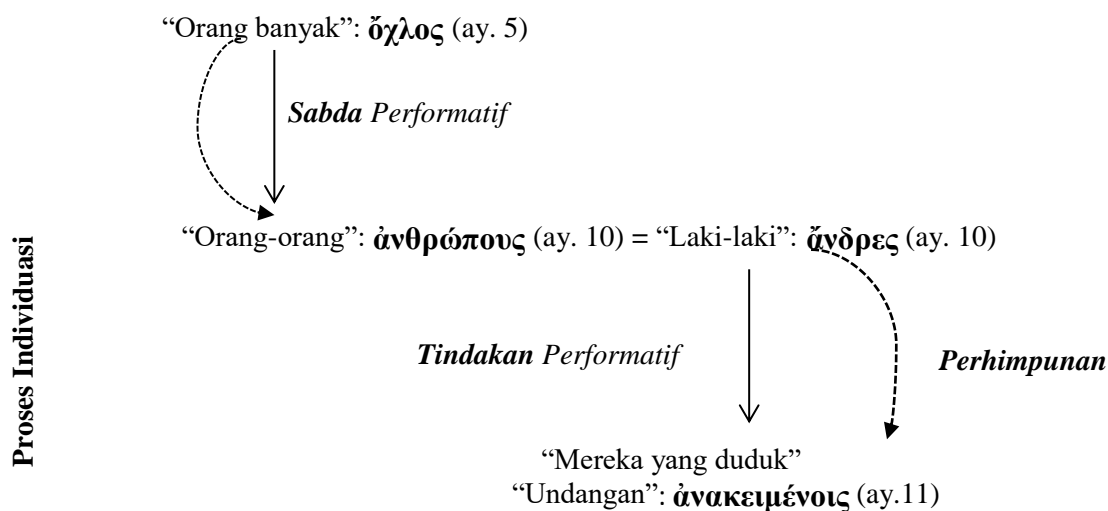 “Orang banyak”: ὄχλος (ay. 5)
Sabda Performatif
“Orang-orang”: ἀνθρώπους (ay. 10) = “Laki-laki”: ἄνδρες (ay. 10)
Proses Individuasi
Tindakan Performatif
Perhimpunan
“Mereka yang duduk”
“Undangan”: ἀνακειμένοις (ay.11)